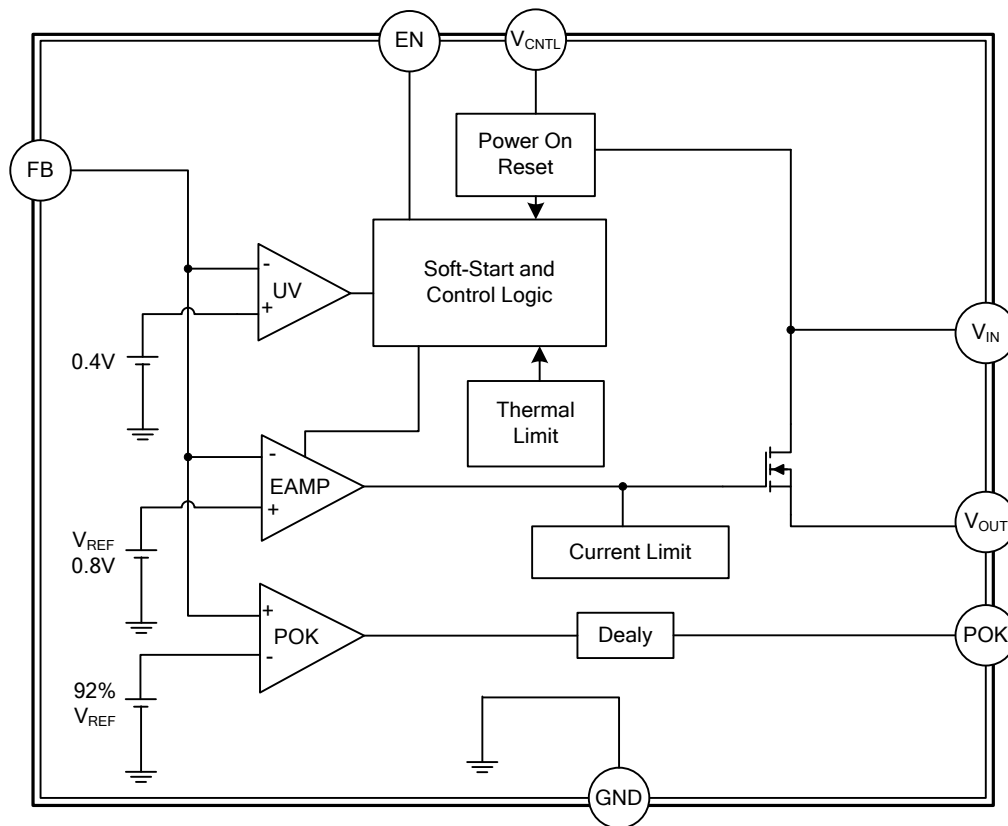 EN
VCNTL
Power On
Reset
FB
Soft-Start and
Control Logic
-
UV
+
0.4V
VIN
Thermal
Limit
-
EAMP
+
VREF
0.8V
VOUT
Current Limit
+
POK
-
Dealy
POK
92%
VREF
GND